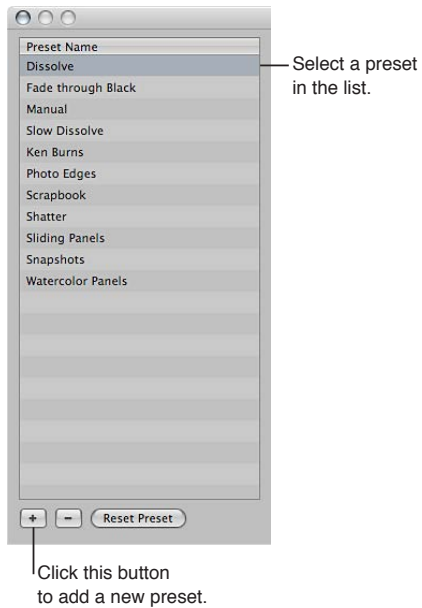 Preset Name
Dissolve
Select a preset
in the list.
Fade through Black
Manual
Slow Dissolve
Ken Burns
Photo Edges
Scrapbook
Shatter
Sliding Panels
Snapshots
Watercolor Panels
+ − Reset Preset
Click this button
to add a new preset.